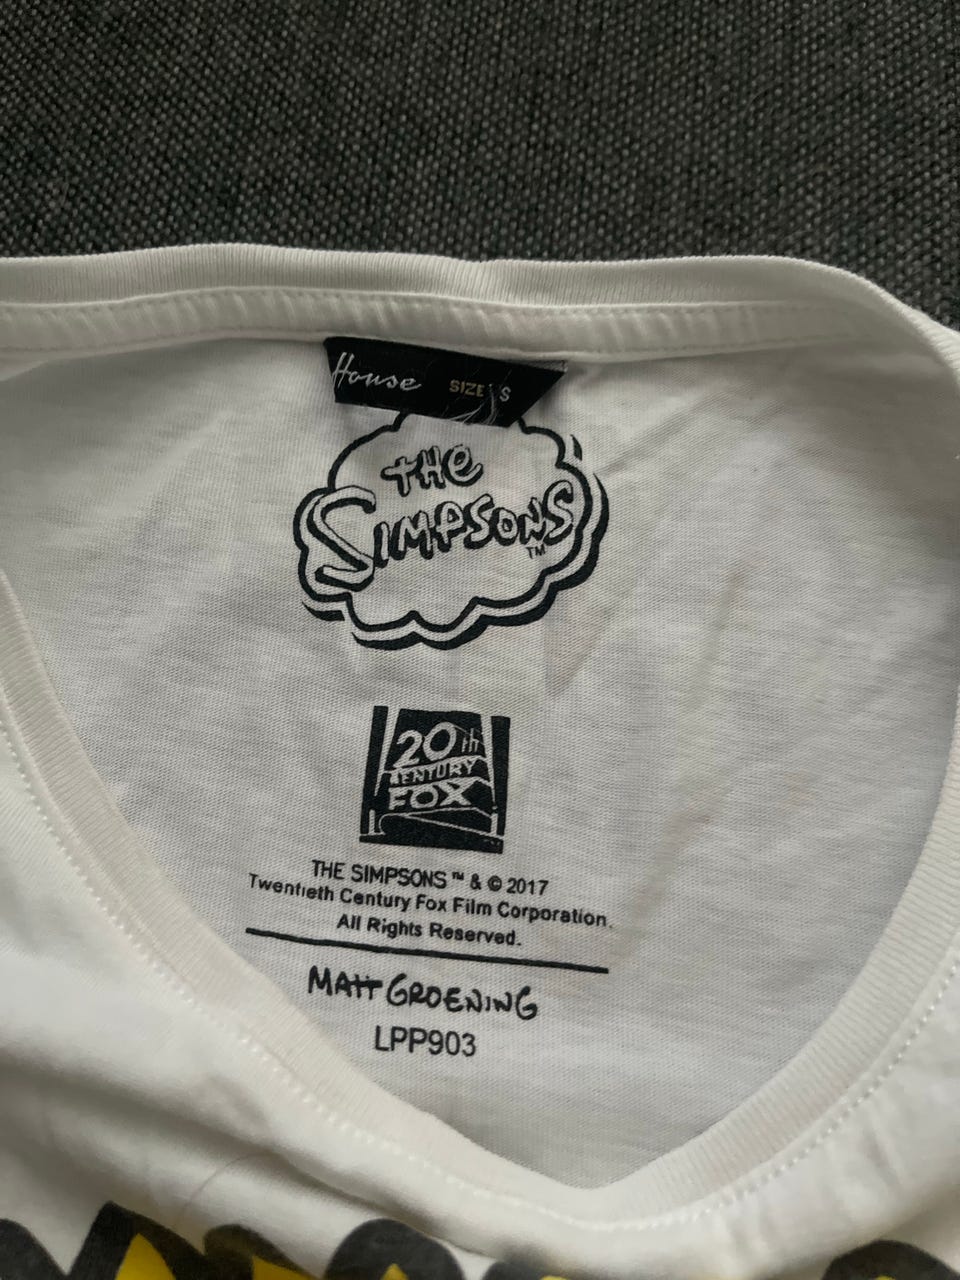 House SIZE S
THE
SIMPSONS
TM
20th
CENTURY
FOX
THE SIMPSONS ™ & © 2017
Twentieth Century Fox Film Corporation.
All Rights Reserved.
MATT GROENING
LPP903